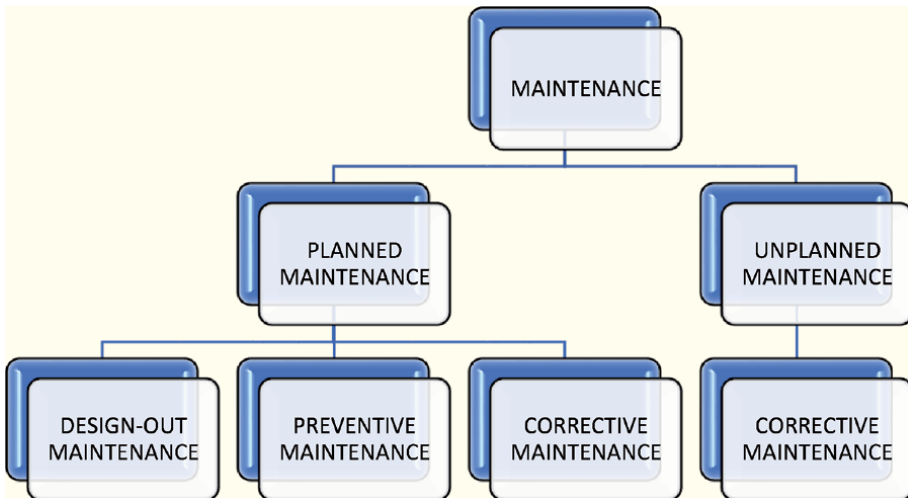 MAINTENANCE
PLANNED
MAINTENANCE
UNPLANNED
MAINTENANCE
DESIGN-OUT
MAINTENANCE
PREVENTIVE
MAINTENANCE
CORRECTIVE
MAINTENANCE
CORRECTIVE
MAINTENANCE